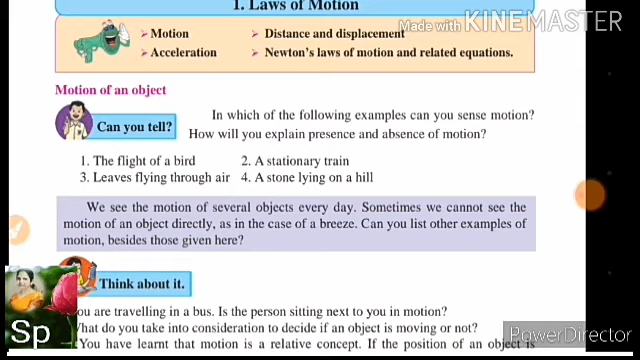 1. Laws of Motion
Made with KINEMASTER
➢ Motion ➢ Distance and displacement
➢ Acceleration ➢ Newton's laws of motion and related equations.
Motion of an object
Can you tell?
In which of the following examples can you sense motion?
How will you explain presence and absence of motion?
1. The flight of a bird 2. A stationary train
3. Leaves flying through air 4. A stone lying on a hill
We see the motion of several objects every day. Sometimes we cannot see the
motion of an object directly, as in the case of a breeze. Can you list other examples of
motion, besides those given here?
Think about it.
ou are travelling in a bus. Is the person sitting next to you in motion?
hat do you take into consideration to decide if an object is moving or not?
You have learnt that motion is a relative concept. If the position of an object is
Sp
PowerDirector